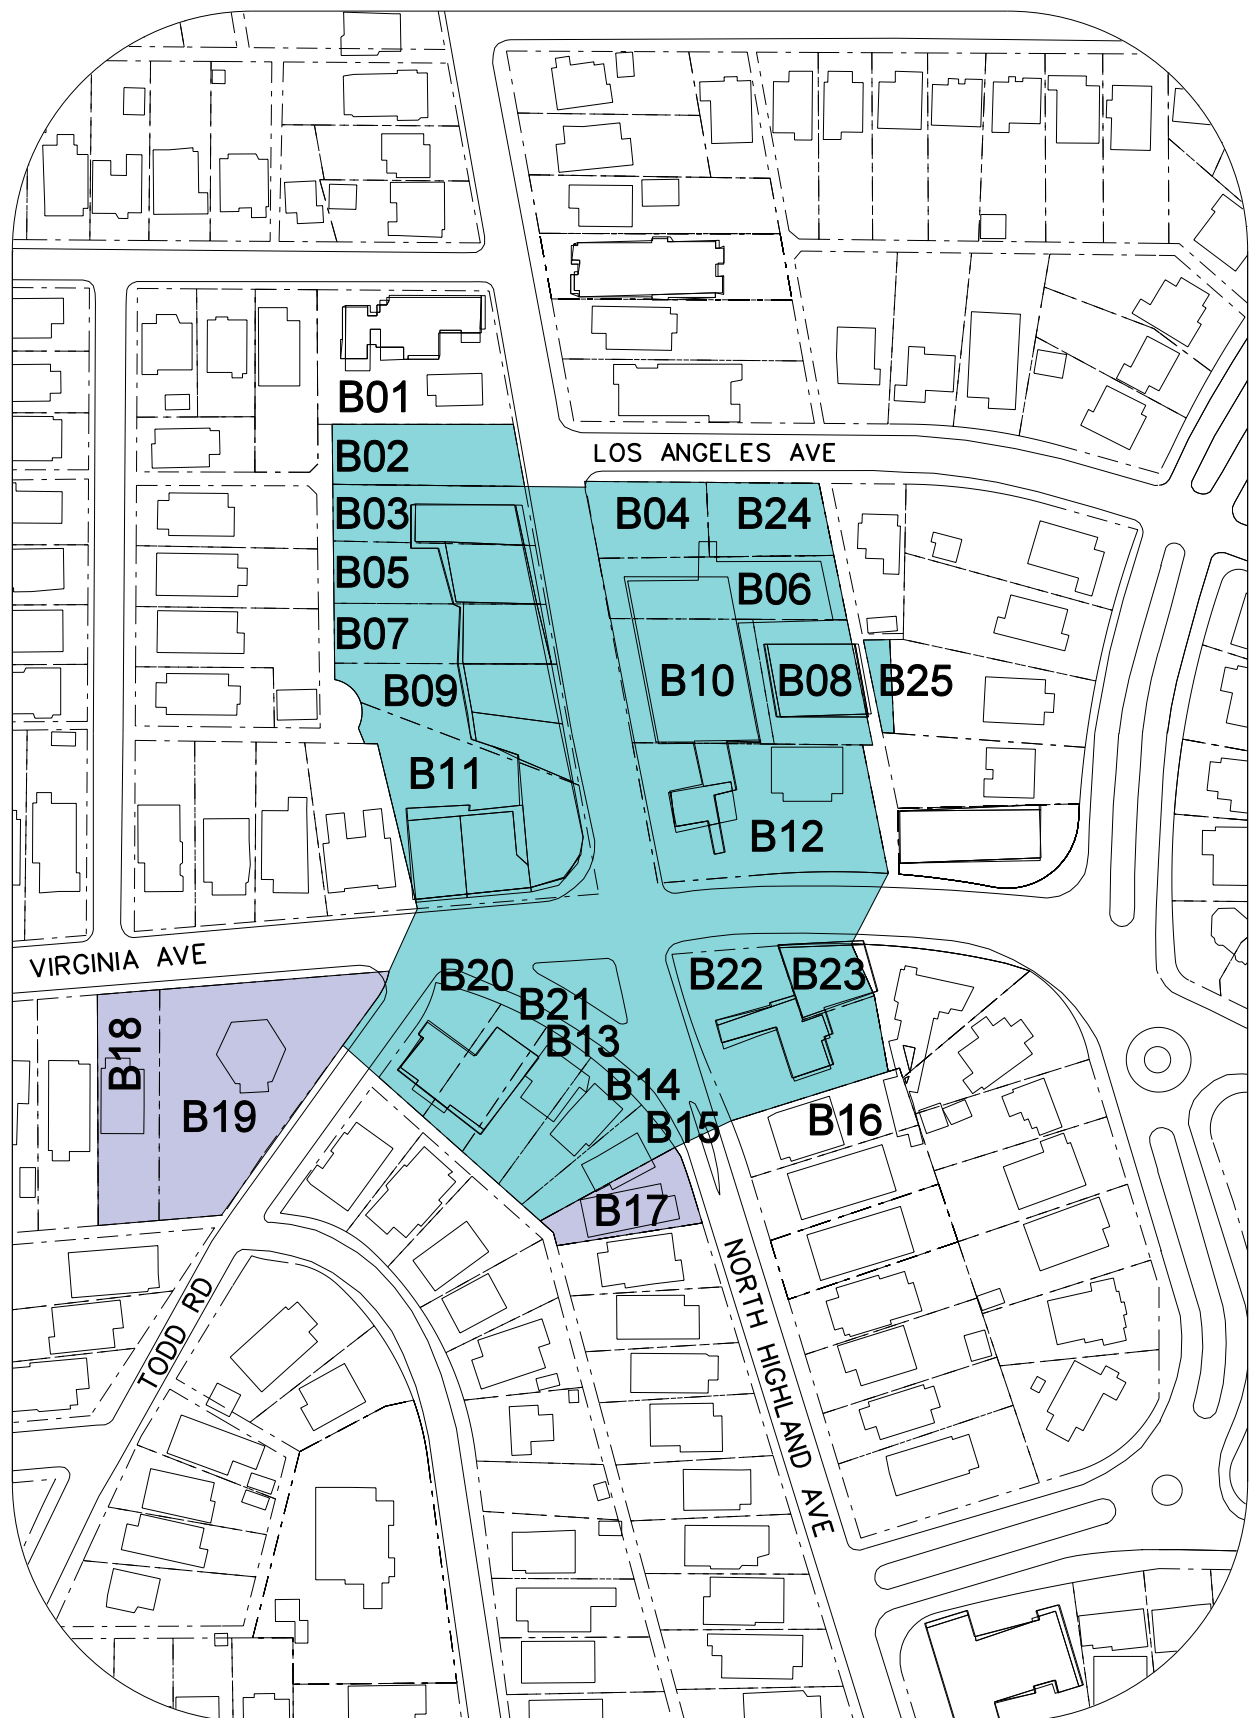 B01
LOS ANGELES AVE
B02
B03
B04
B24
B05
B06
B07
B09
B10
B08
B25
B11
B12
VIRGINIA AVE
B20
B22
B23
B21
B13
B18
B14
B19
B15
B16
B17
NORTH HIGHLAND AVE
TODD RD